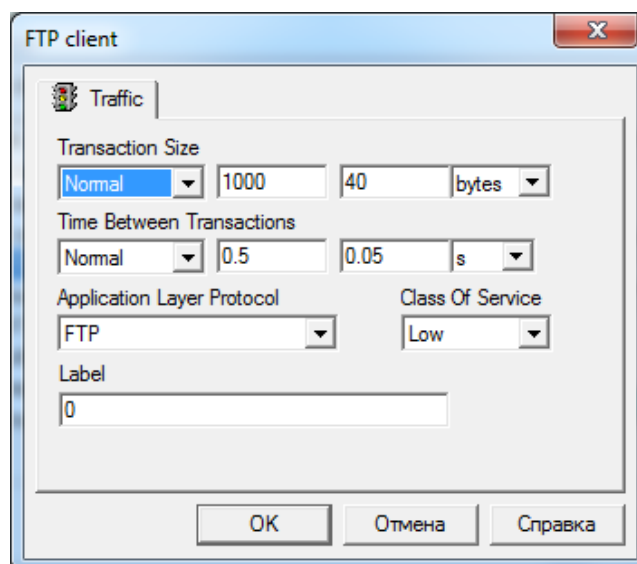 FTP client
Traffic
Transaction Size
Normal 1000 40 bytes
Time Between Transactions
Normal 0.5 0.05 s
Application Layer Protocol Class Of Service
FTP Low
Label
0
OK Отмена Справка